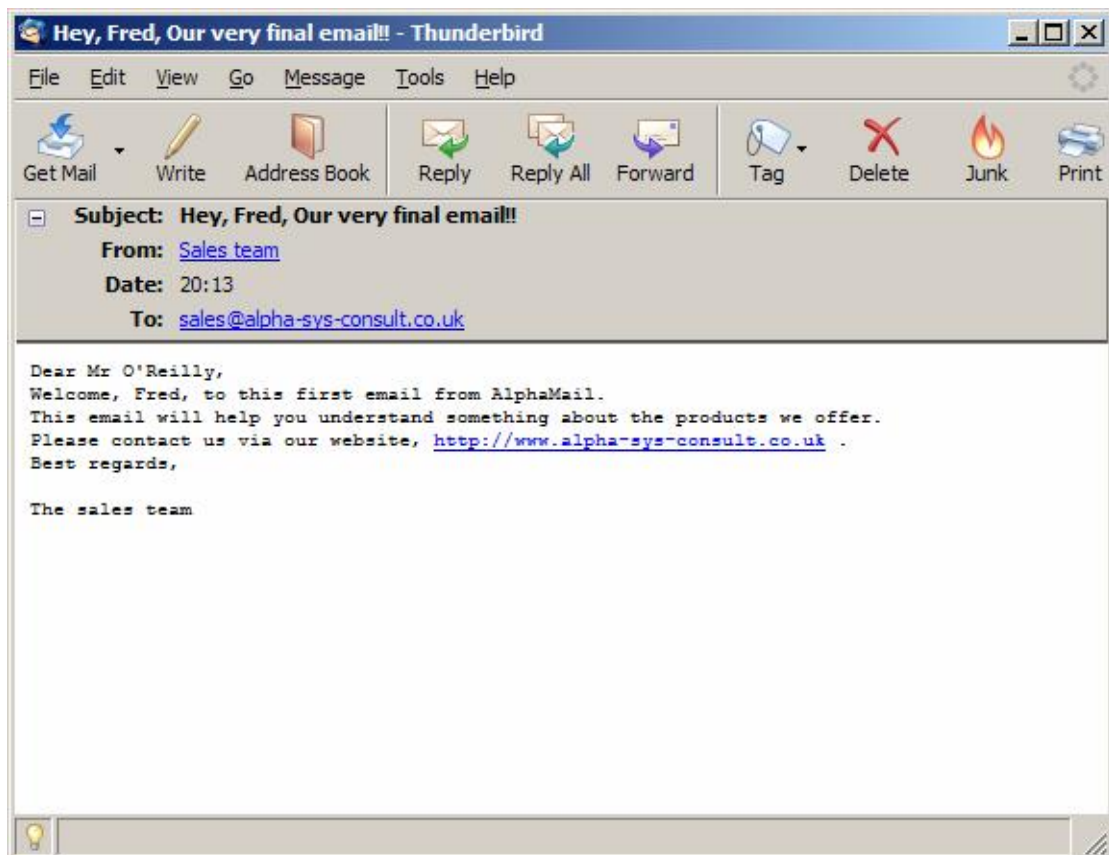 Hey, Fred, Our very final email!! - Thunderbird
File Edit View Go Message Tools Help
Get Mail Write Address Book Reply Reply All Forward Tag Delete Junk Print
Subject: Hey, Fred, Our very final email!!
From: Sales team
Date: 20:13
To: sales@alpha-sys-consult.co.uk
Dear Mr O'Reilly,
Welcome, Fred, to this first email from AlphaMail.
This email will help you understand something about the products we offer.
Please contact us via our website, http://www.alpha-sys-consult.co.uk .
Best regards,
The sales team